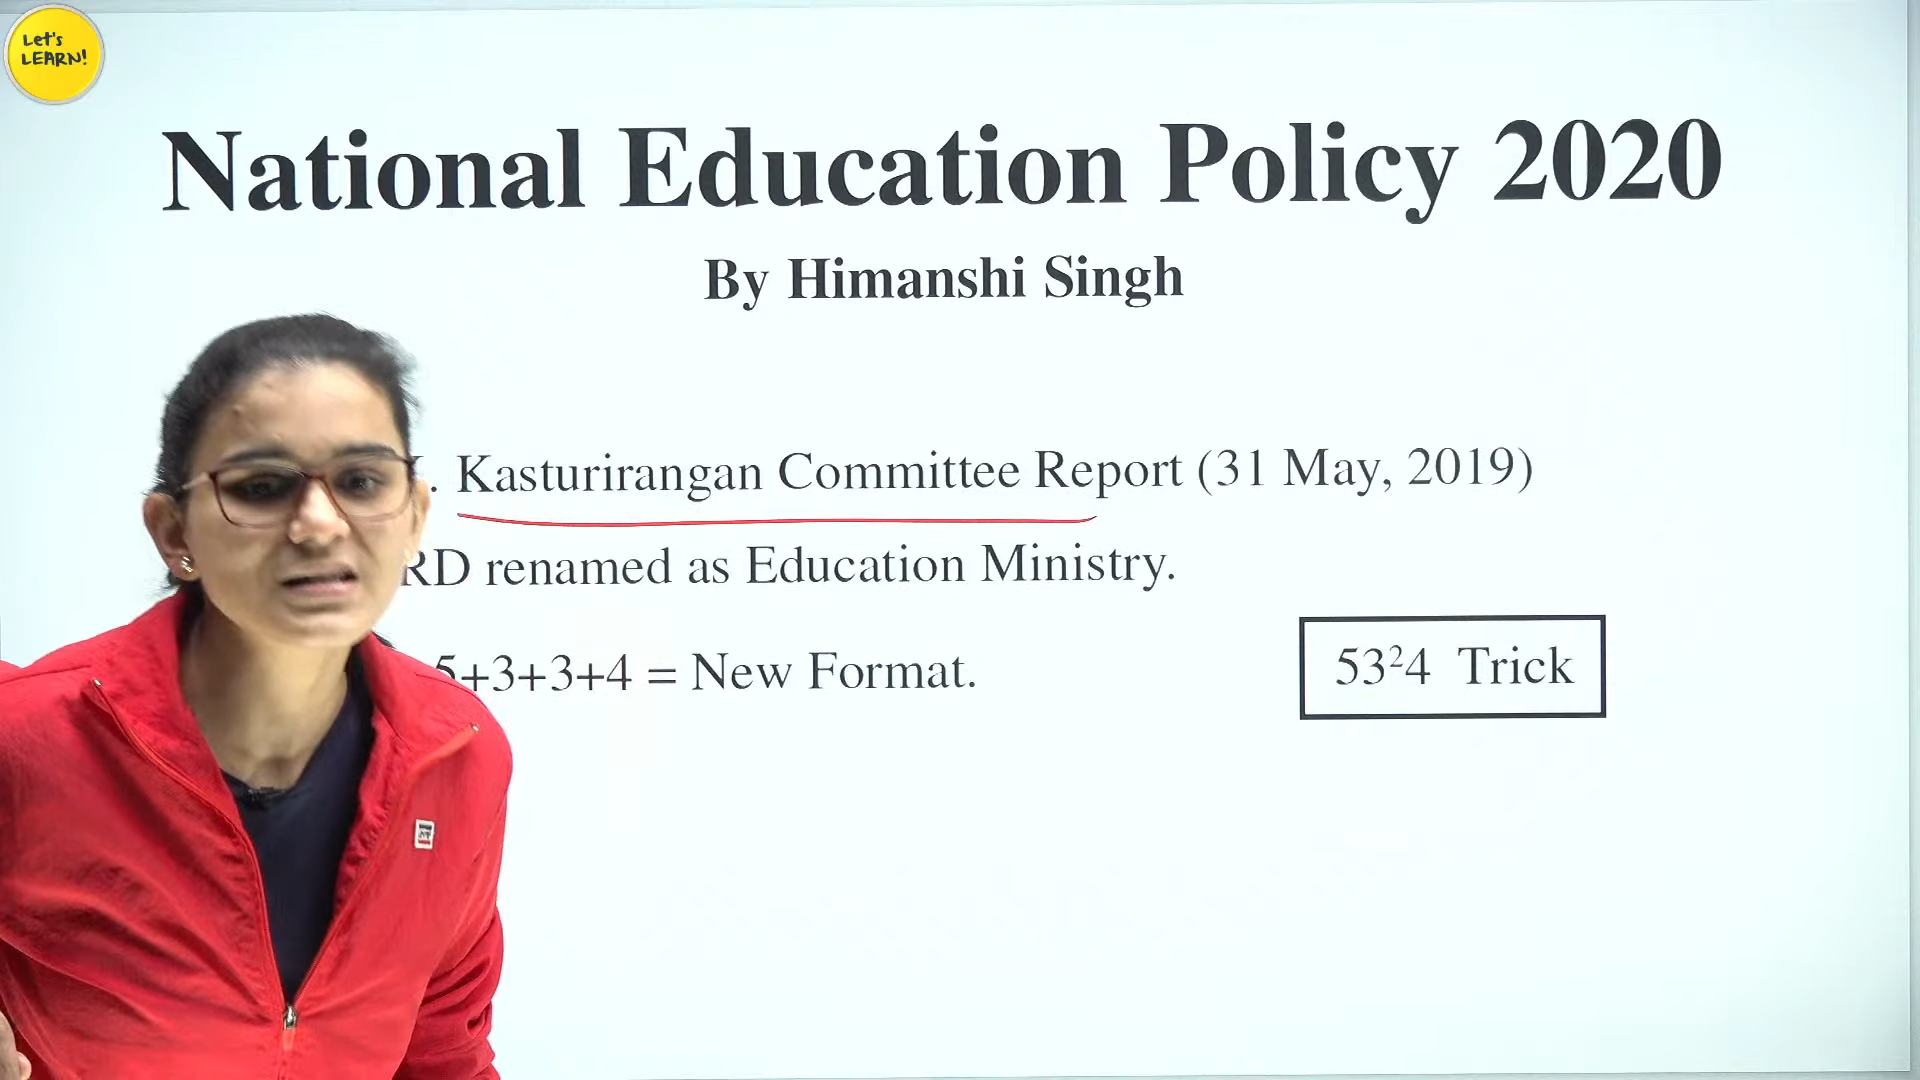 Let's
LEARN!
National Education Policy 2020
By Himanshi Singh
. Kasturirangan Committee Report (31 May, 2019)
RD renamed as Education Ministry.
5+3+3+4 = New Format.
53²4 Trick